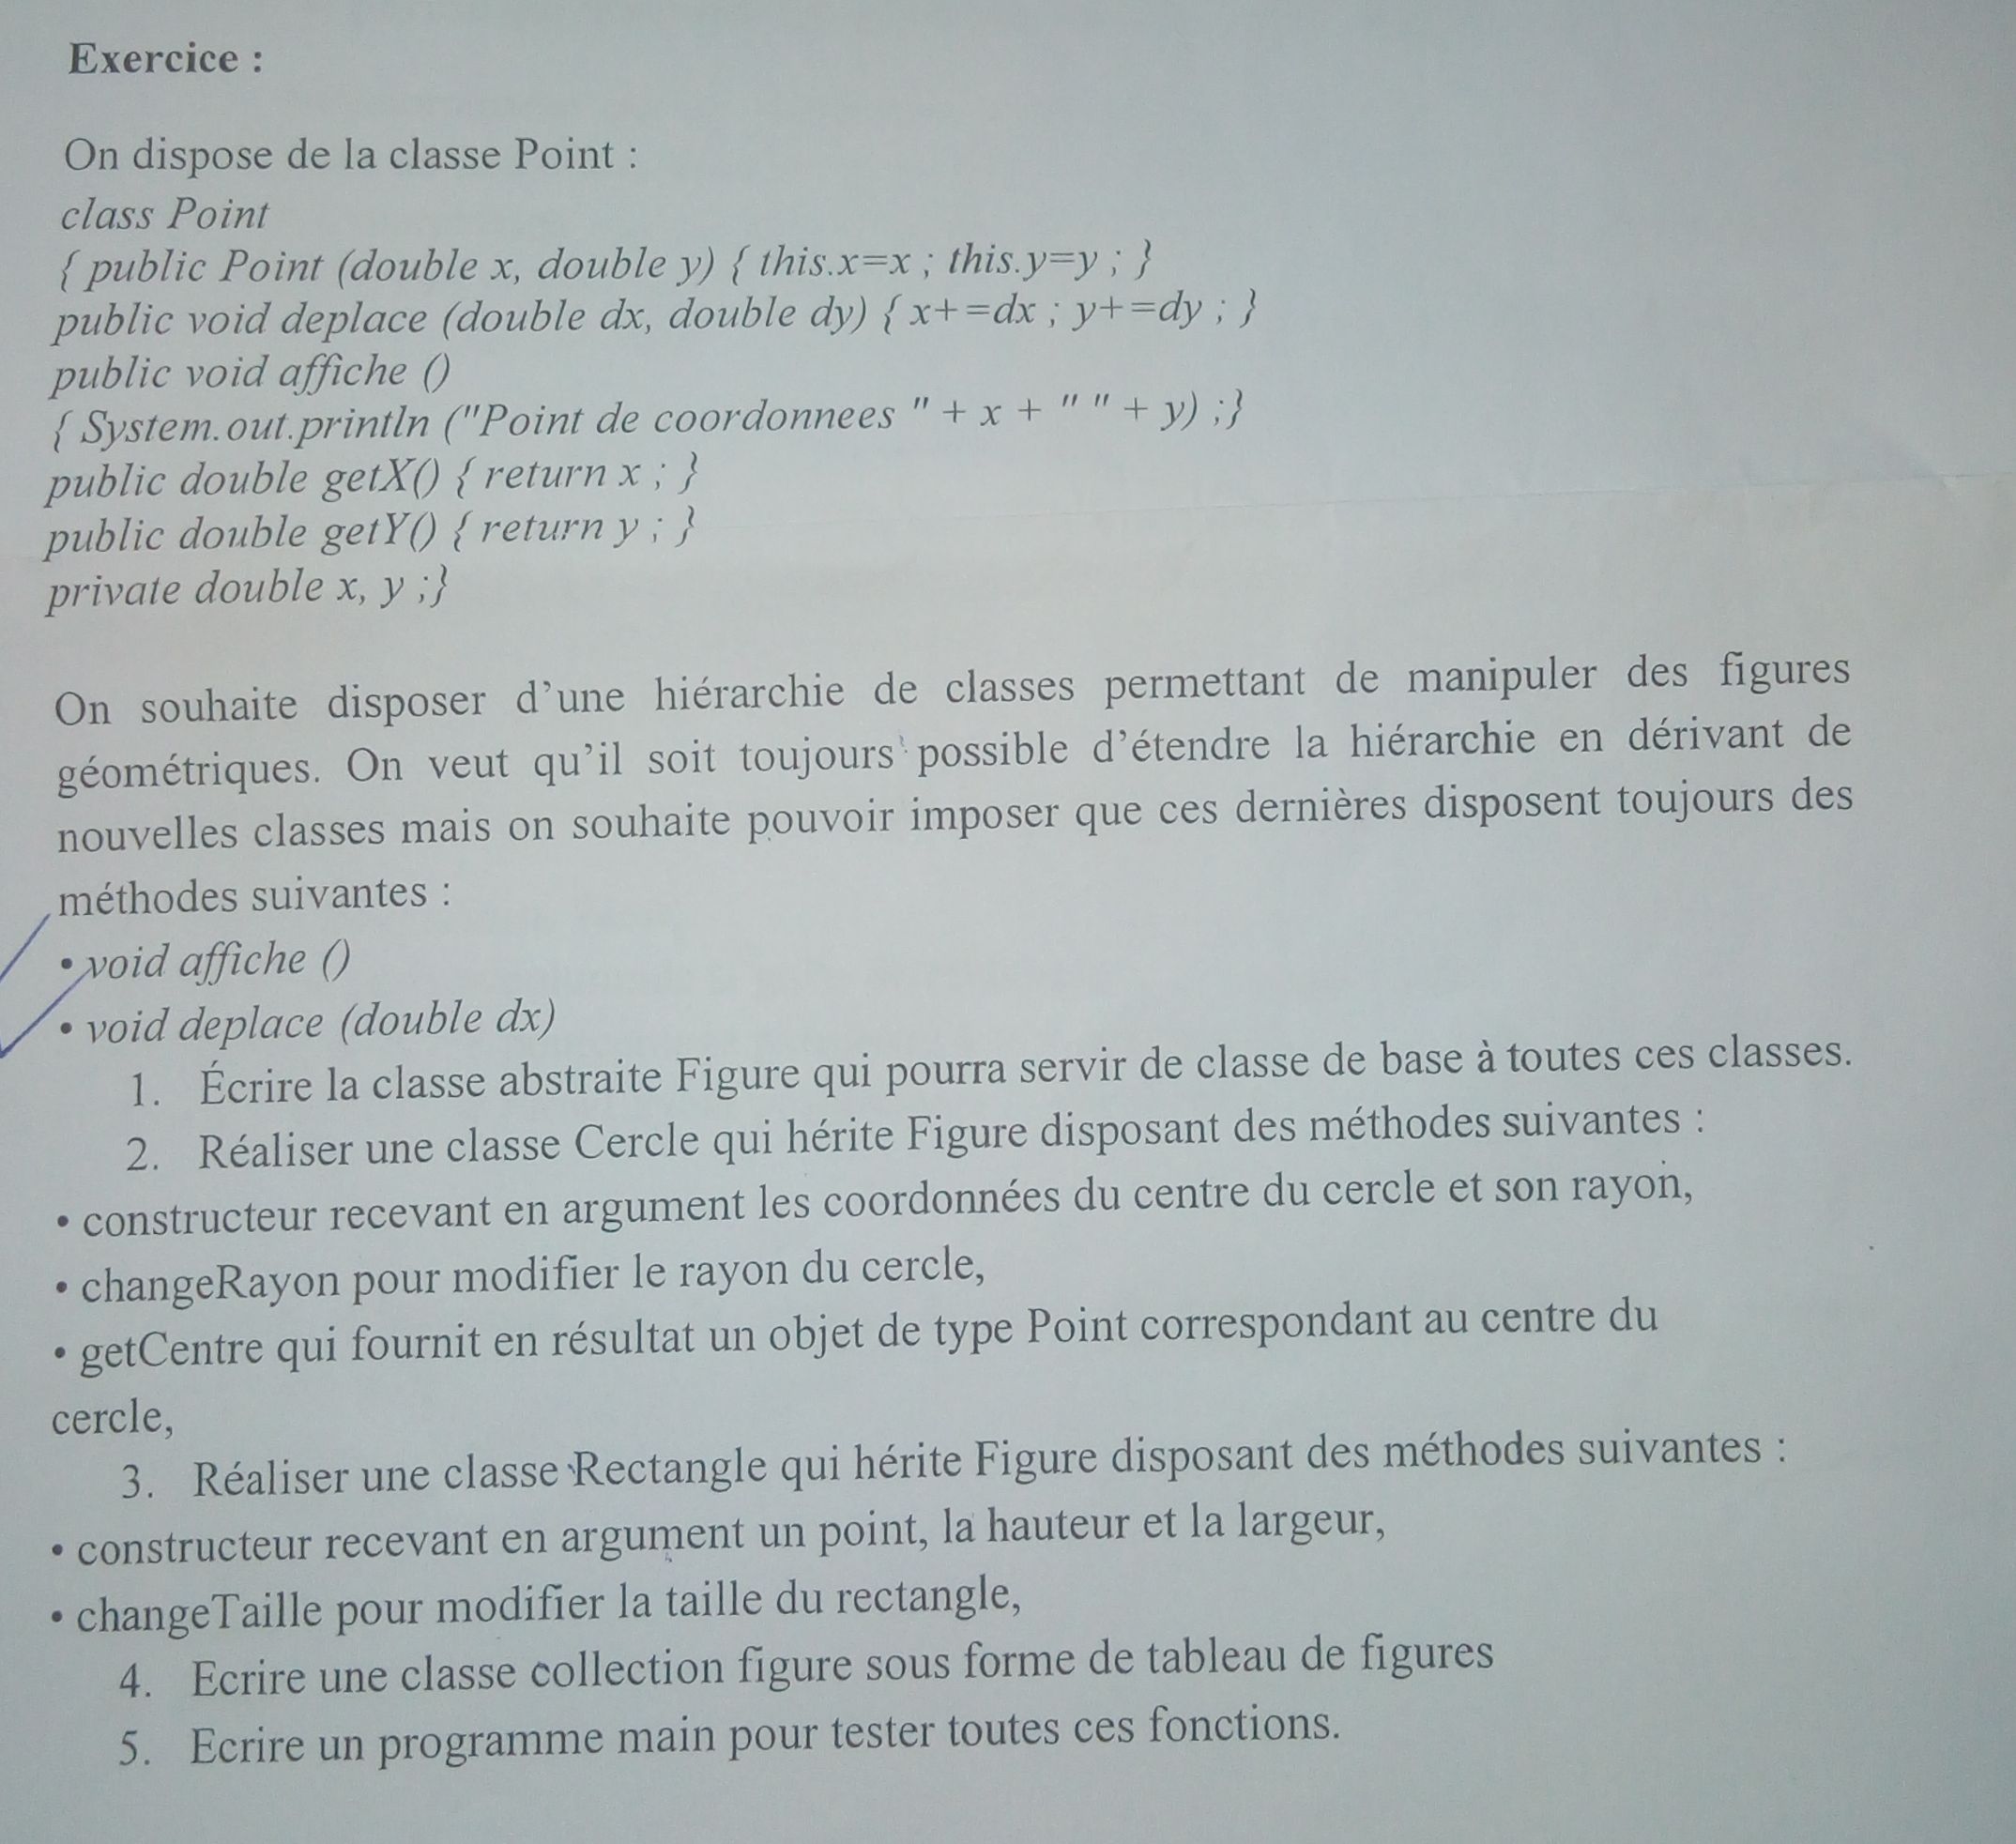 Exercice :
On dispose de la classe Point :
class Point
{ public Point (double x, double y) { this.x=x ; this.y=y ; }
public void deplace (double dx, double dy) { x+=dx ; y+=dy ; }
public void affiche ()
{ System.out.println ("Point de coordonnees " + x + " " + y) ;}
public double getX() { return x ; }
public double getY() { return y ; }
private double x, y ;}
On souhaite disposer d’une hiérarchie de classes permettant de manipuler des figures
géométriques. On veut qu’il soit toujours possible d’étendre la hiérarchie en dérivant de
nouvelles classes mais on souhaite pouvoir imposer que ces dernières disposent toujours des
méthodes suivantes :
• void affiche ()
• void deplace (double dx)
1. Écrire la classe abstraite Figure qui pourra servir de classe de base à toutes ces classes.
2. Réaliser une classe Cercle qui hérite Figure disposant des méthodes suivantes :
• constructeur recevant en argument les coordonnées du centre du cercle et son rayon,
• changeRayon pour modifier le rayon du cercle,
• getCentre qui fournit en résultat un objet de type Point correspondant au centre du
cercle,
3. Réaliser une classe Rectangle qui hérite Figure disposant des méthodes suivantes :
• constructeur recevant en argument un point, la hauteur et la largeur,
• changeTaille pour modifier la taille du rectangle,
4. Ecrire une classe collection figure sous forme de tableau de figures
5. Ecrire un programme main pour tester toutes ces fonctions.